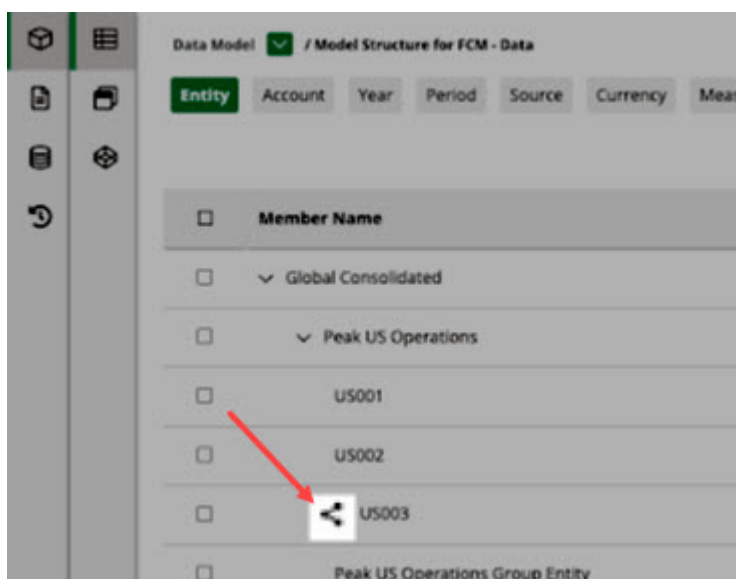 Data Model / Model Structure for FCM - Data
Entity Account Year Period Source Currency
Member Name
Global Consolidated
Peak US Operations
US001
US002
US003
Peak US Operations Group Entity